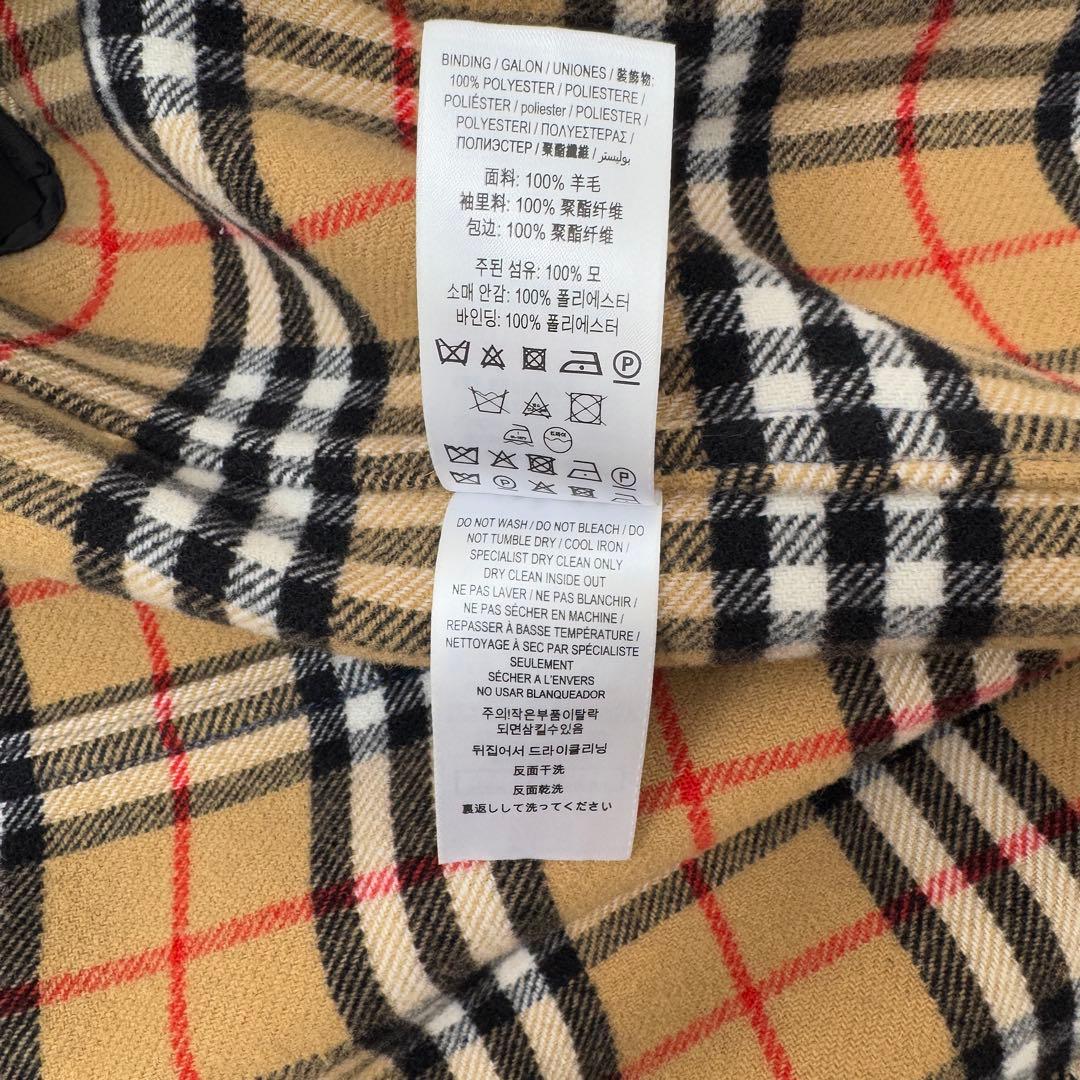 BINDING / GALON / UNIONES / 裝飾物:
100% POLYESTER / POLIESTERE /
POLIÉSTER / poliester / POLIESTER /
POLYESTERI / ΠΟΛΥΕΣΤΕΡΑΣ /
ПОЛИЭСТЕР / 聚酯纖維 / بوليستر
面料: 100% 羊毛
袖里料: 100% 聚酯纤维
包边: 100% 聚酯纤维
주된 섬유: 100% 모
소매 안감: 100% 폴리에스터
바인딩: 100% 폴리에스터
P
P
P
DO NOT WASH / DO NOT BLEACH / DO
NOT TUMBLE DRY / COOL IRON /
SPECIALIST DRY CLEAN ONLY
DRY CLEAN INSIDE OUT
NE PAS LAVER / NE PAS BLANCHIR /
NE PAS SÉCHER EN MACHINE /
REPASSER À BASSE TEMPÉRATURE /
NETTOYAGE À SEC PAR SPÉCIALISTE
SEULEMENT
SÉCHER A L'ENVERS
NO USAR BLANQUEADOR
주의!작은부품이탈락
되면삼킬수있음
뒤집어서 드라이클리닝
反面干洗
反面乾洗
裏返しして洗ってください